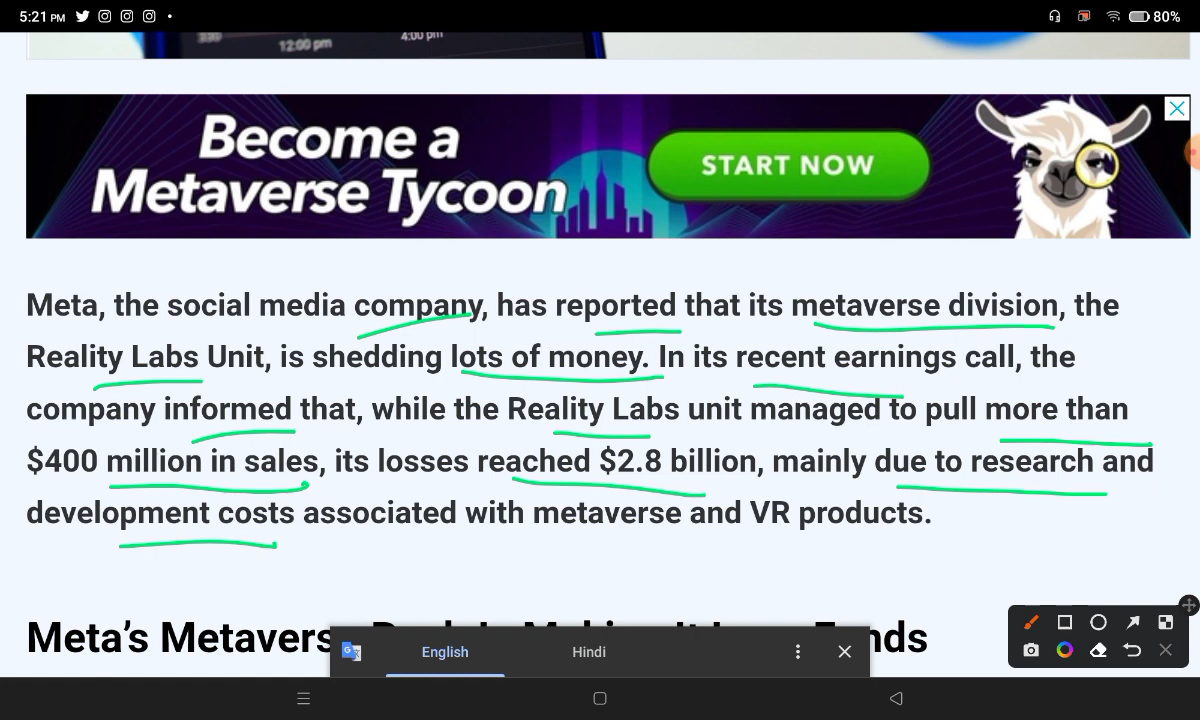 5:21 PM
80%
12:00 pm
4:00 pm
Become a
Metaverse Tycoon
START NOW
Meta, the social media company, has reported that its metaverse division, the
Reality Labs Unit, is shedding lots of money. In its recent earnings call, the
company informed that, while the Reality Labs unit managed to pull more than
$400 million in sales, its losses reached $2.8 billion, mainly due to research and
development costs associated with metaverse and VR products.
Meta's
English
Hindi